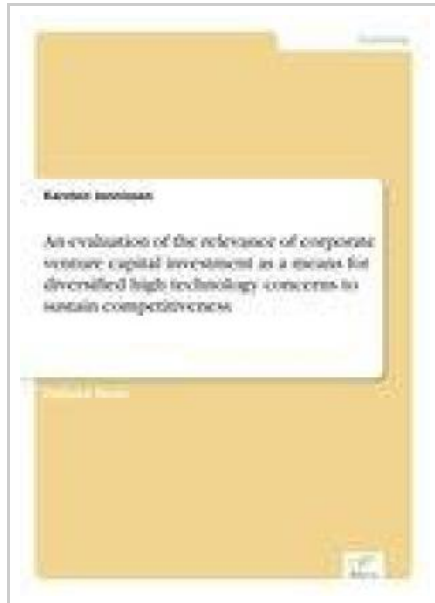 An evaluation of the relevance of corporate
venture capital investment as a means for
diversified high technology concerns to
sustain competitiveness